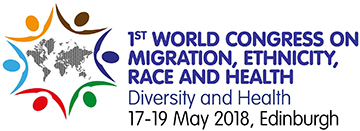 1ST WORLD CONGRESS ON
MIGRATION, ETHNICITY,
RACE AND HEALTH
Diversity and Health
17-19 May 2018, Edinburgh